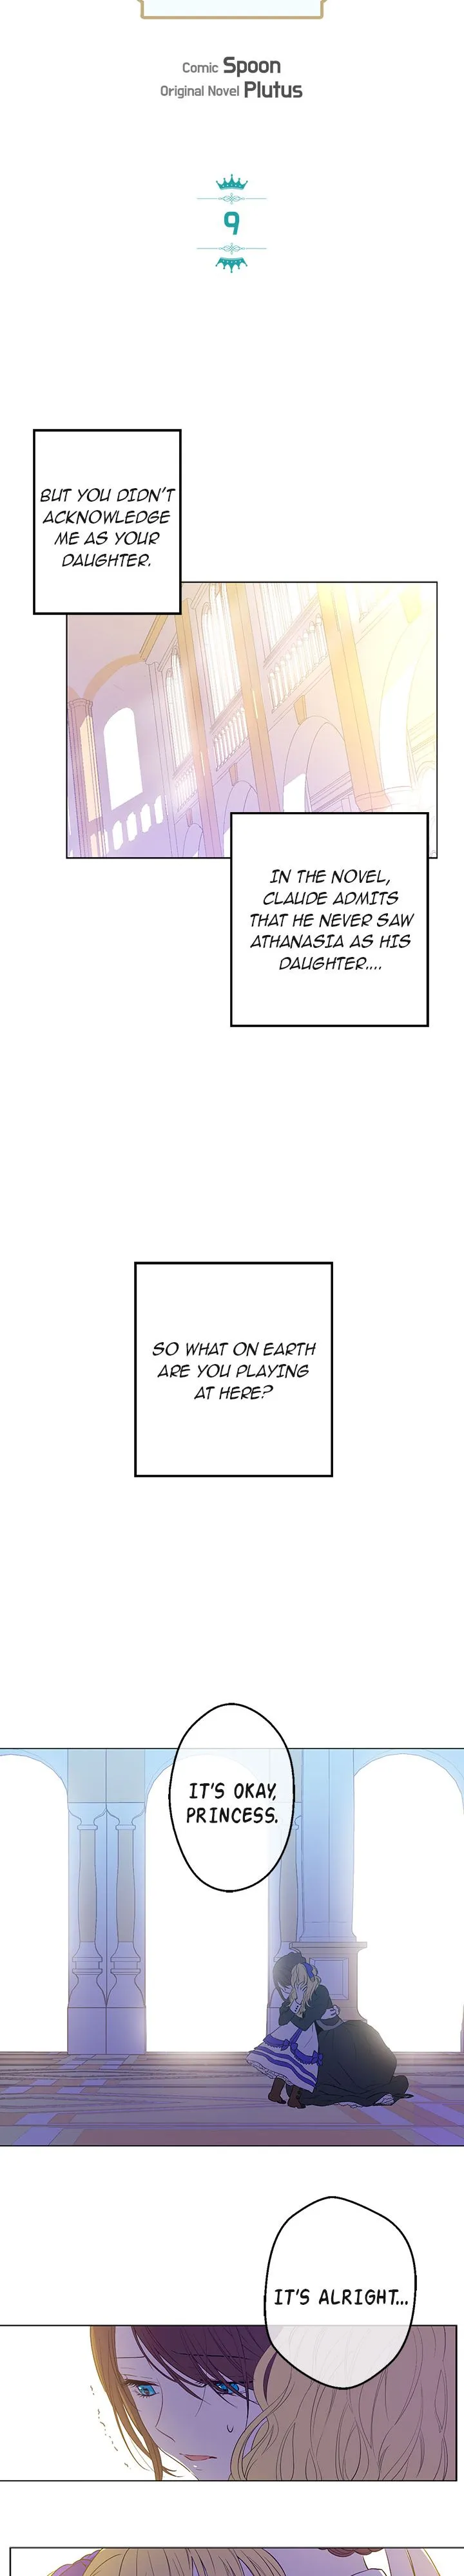 Comic Spoon
Original Novel Plutus
9
BUT YOU DIDN'T
ACKNOWLEDGE
ME AS YOUR
DAUGHTER.
IN THE NOVEL,
CLAUDE ADMITS
THAT HE NEVER SAW
ATHANASIA AS HIS
DAUGHTER....
SO WHAT ON EARTH
ARE YOU PLAYING
AT HERE?
IT'S OKAY,
PRINCESS.
IT'S ALRIGHT...